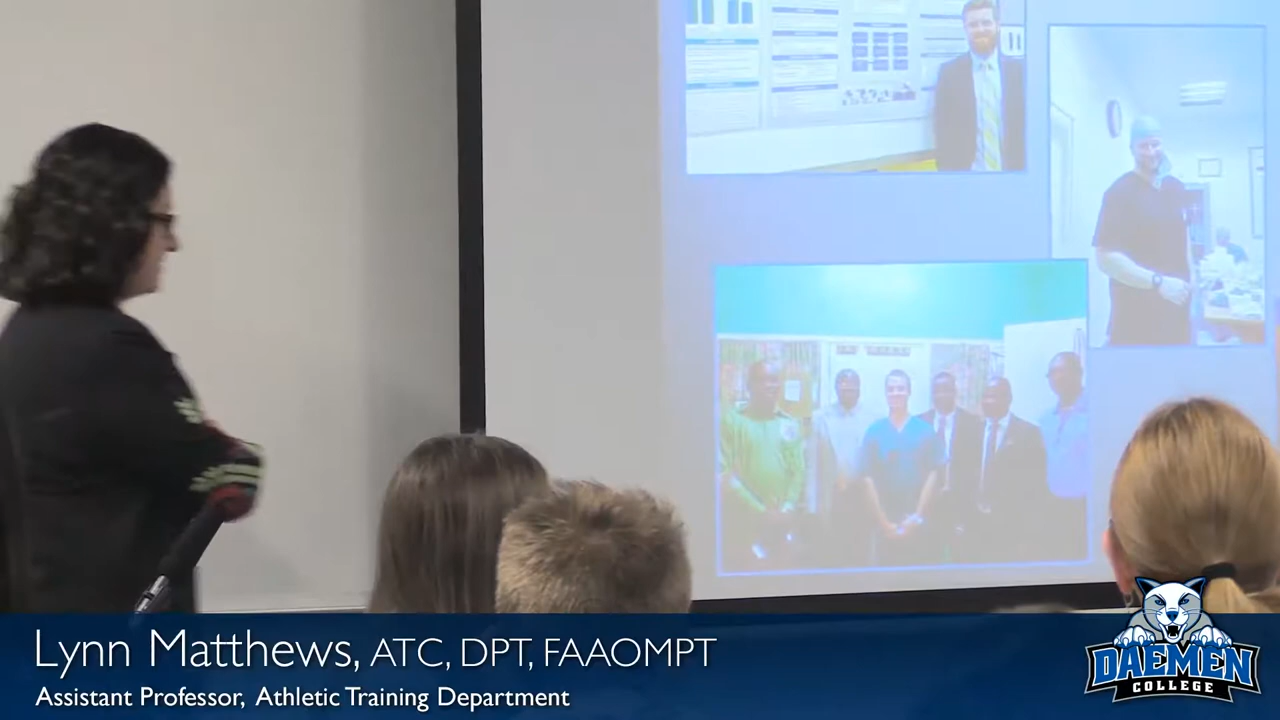 Lynn Matthews, ATC, DPT, FAAOMPT
Assistant Professor, Athletic Training Department
DAEMEN
COLLEGE